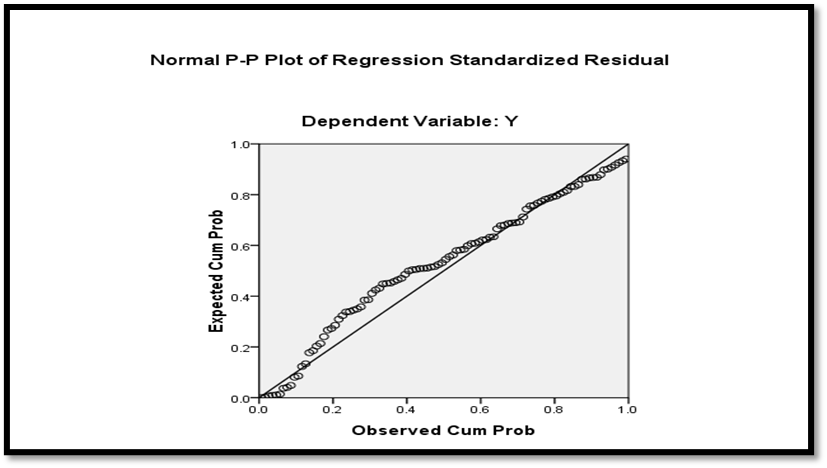 Normal P-P Plot of Regression Standardized Residual
Dependent Variable: Y
1.0
0.8
0.6
0.4
0.2
0.0
Expected Cum Prob
0.0 0.2 0.4 0.6 0.8 1.0
Observed Cum Prob